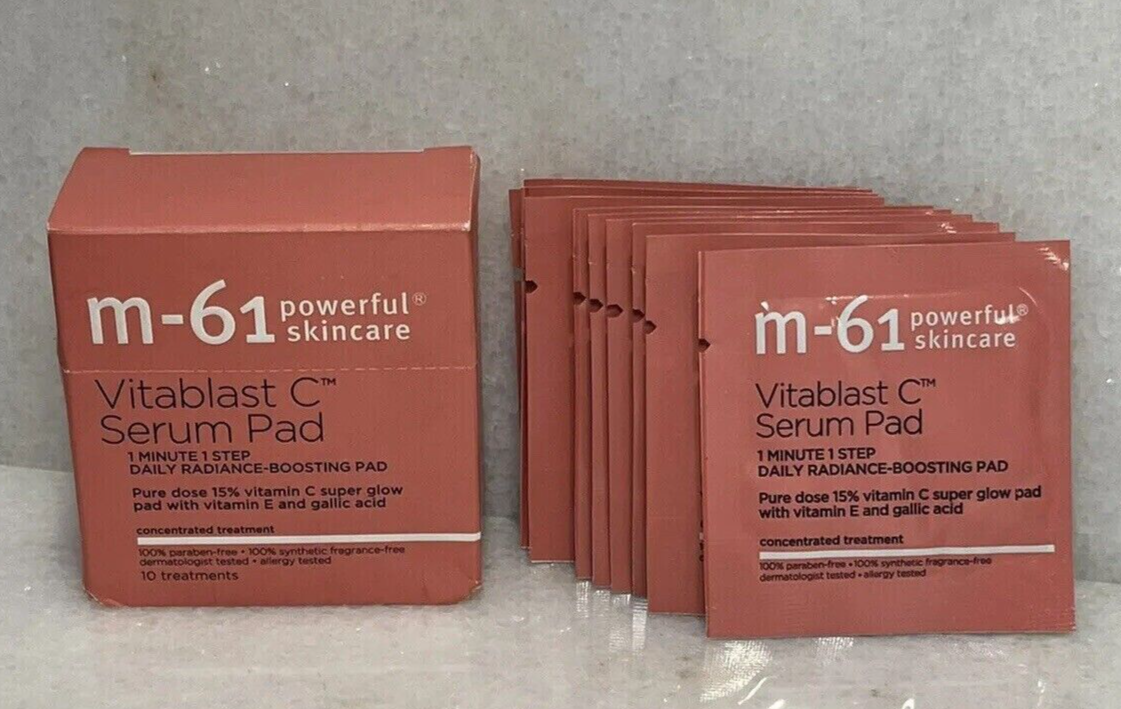 m-61 powerful®
skincare
Vitablast C™
Serum Pad
1 MINUTE 1 STEP
DAILY RADIANCE-BOOSTING PAD
Pure dose 15% vitamin C super glow
pad with vitamin E and gallic acid
concentrated treatment
100% paraben-free • 100% synthetic fragrance-free
dermatologist tested • allergy tested
10 treatments
m-61 powerful®
skincare
Vitablast C™
Serum Pad
1 MINUTE 1 STEP
DAILY RADIANCE-BOOSTING PAD
Pure dose 15% vitamin C super glow pad
with vitamin E and gallic acid
concentrated treatment
100% paraben-free • 100% synthetic fragrance-free
dermatologist tested • allergy tested